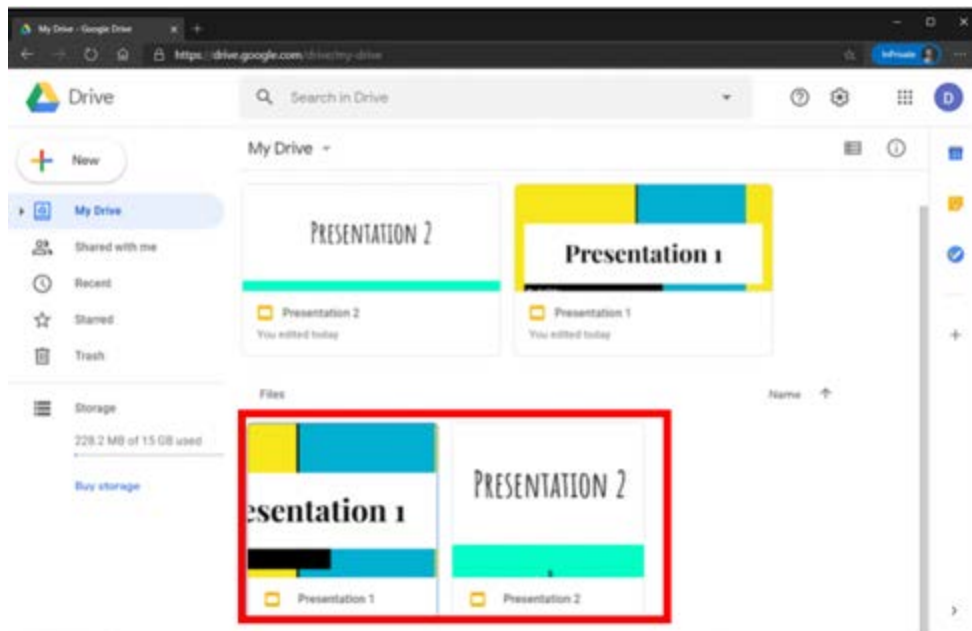 My Drive - Google Drive
https://drive.google.com/drive/my-drive
InPrivate
Drive
Search in Drive
D
New
My Drive
My Drive
Shared with me
Recent
Starred
Trash
Storage
228.2 MB of 15 GB used
Buy storage
PRESENTATION 2
Presentation 2
You edited today
Presentation 1
Presentation 1
You edited today
Files
Name
esentation 1
Presentation 1
PRESENTATION 2
Presentation 2